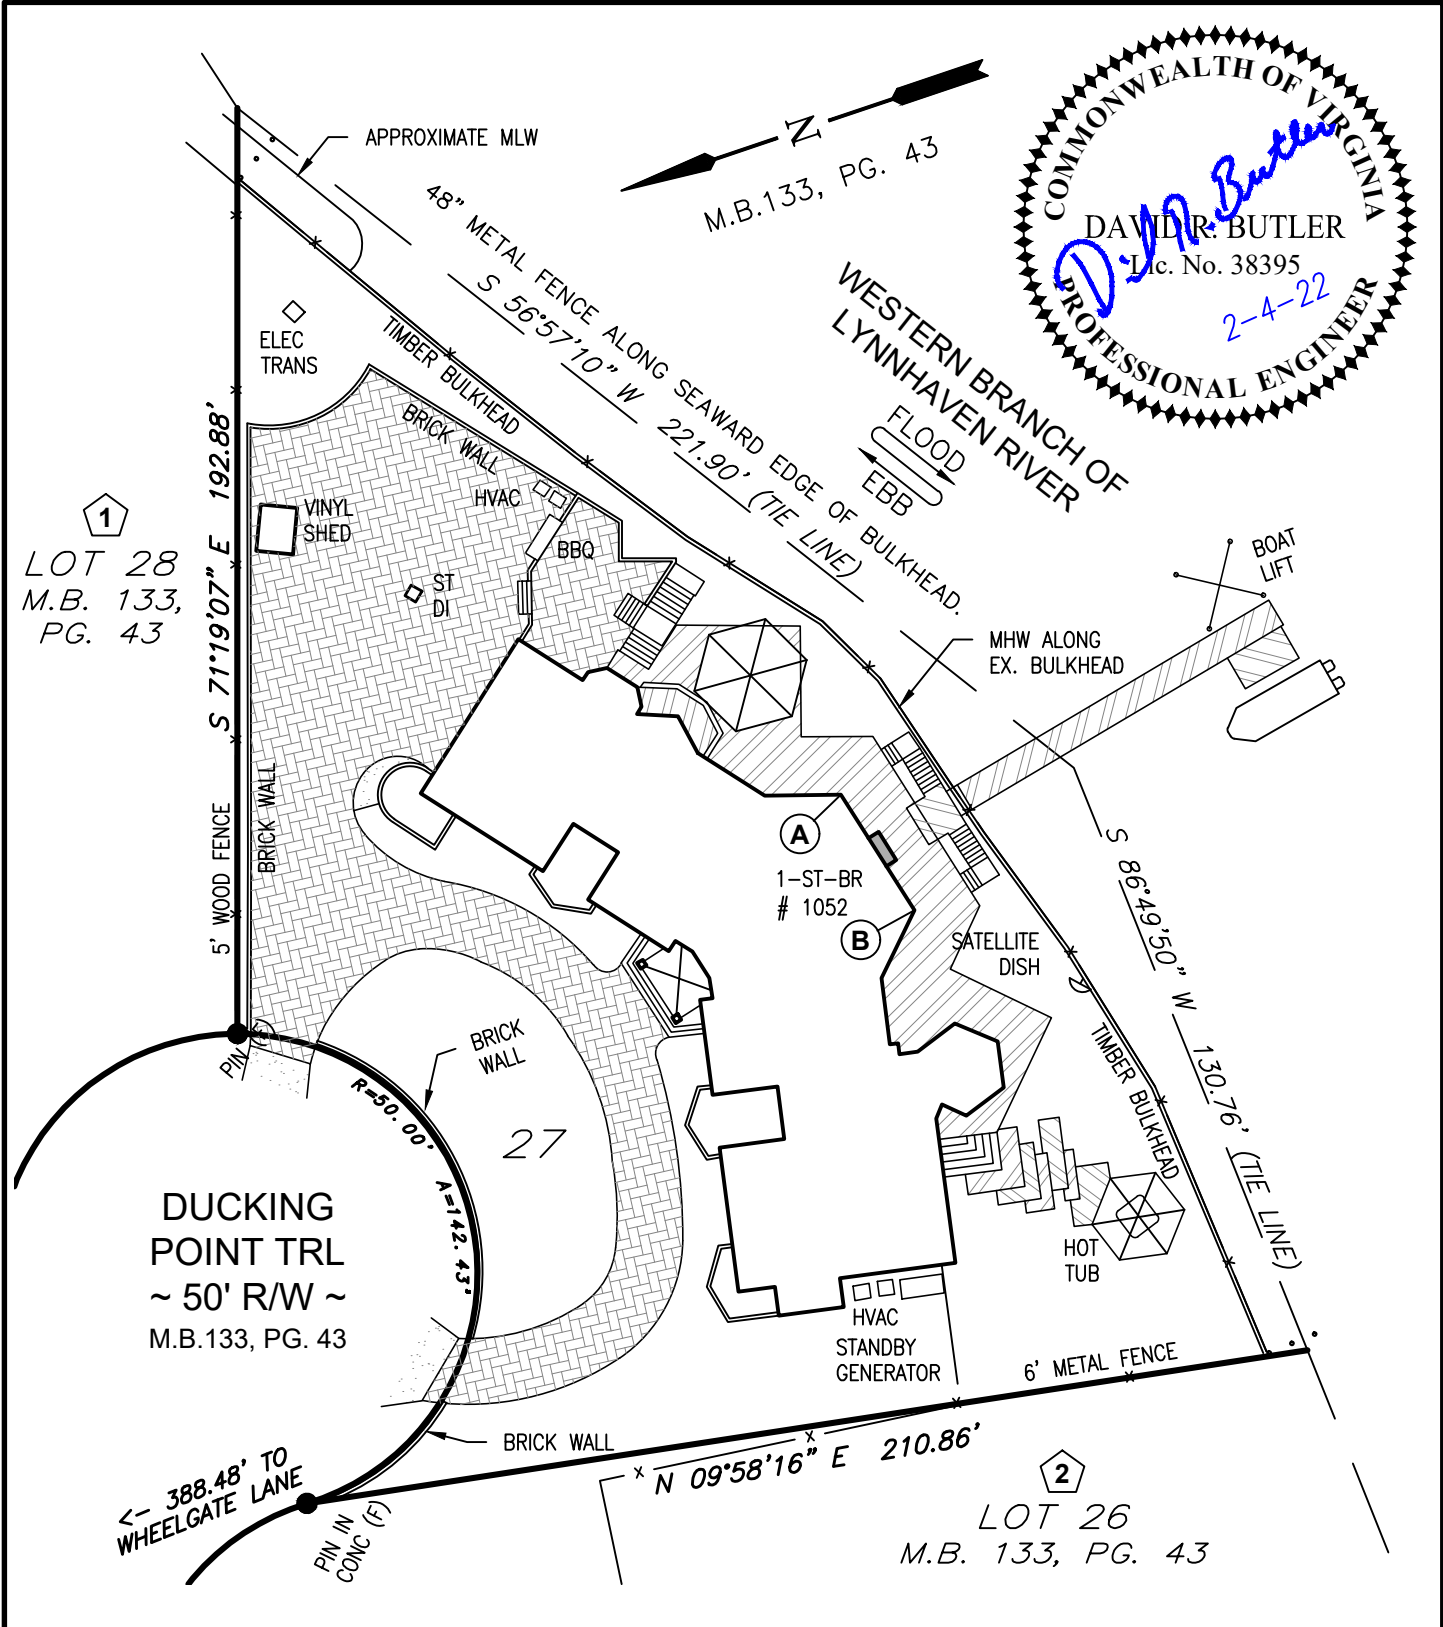 APPROXIMATE MLW
N
M.B.133, PG. 43
COMMONWEALTH OF VIRGINIA
DAVID R. BUTLER
Lic. No. 38395
2-4-22
PROFESSIONAL ENGINEER
48" METAL FENCE ALONG SEAWARD EDGE OF BULKHEAD.
S 56°57'10" W 221.90' (TIE LINE)
WESTERN BRANCH OF
LYNNHAVEN RIVER
FLOOD
EBB
ELEC
TRANS
TIMBER BULKHEAD
BRICK WALL
HVAC
BBQ
VINYL
SHED
ST
DI
1
LOT 28
M.B. 133,
PG. 43
S 71°19'07" E 192.88'
5' WOOD FENCE
BRICK WALL
BOAT
LIFT
MHW ALONG
EX. BULKHEAD
A
1-ST-BR
# 1052
B
SATELLITE
DISH
S 86°49'50" W 130.76' (TIE LINE)
TIMBER BULKHEAD
PIN (F)
BRICK
WALL
R=50.00'
A=142.43'
27
DUCKING
POINT TRL
~ 50' R/W ~
M.B.133, PG. 43
HOT
TUB
HVAC
STANDBY
GENERATOR
6' METAL FENCE
BRICK WALL
N 09°58'16" E 210.86'
<- 388.48' TO
WHEELGATE LANE
PIN IN
CONC (F)
2
LOT 26
M.B. 133, PG. 43